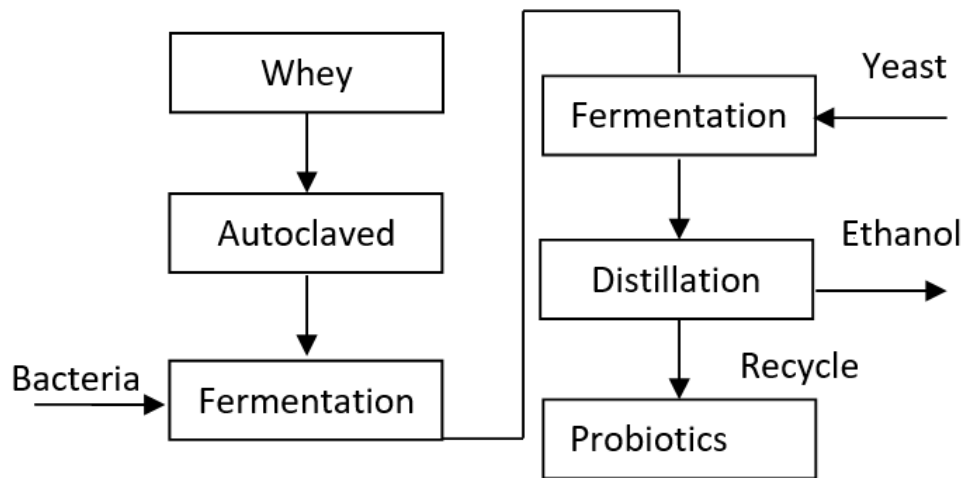 Whey
Autoclaved
Bacteria
Fermentation
Yeast
Fermentation
Ethanol
Distillation
Recycle
Probiotics